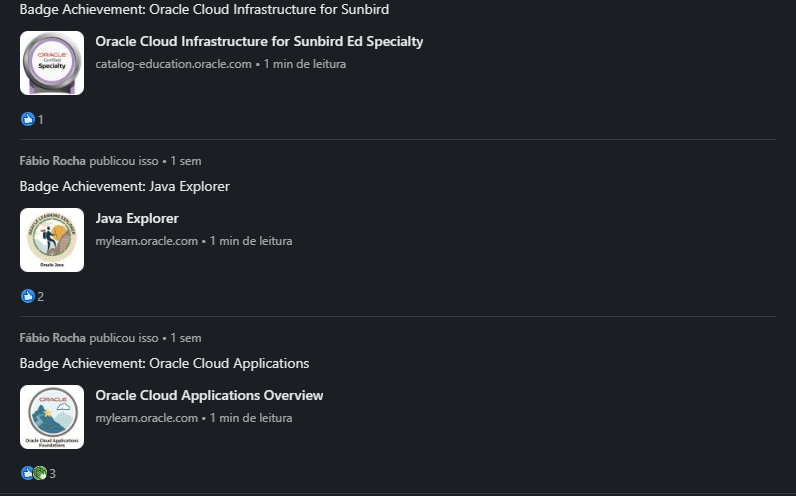 Badge Achievement: Oracle Cloud Infrastructure for Sunbird
ORACLE
Certified
Specialty
Oracle Cloud Infrastructure for Sunbird Ed Specialty
catalog-education.oracle.com • 1 min de leitura
1
Fábio Rocha publicou isso • 1 sem
Badge Achievement: Java Explorer
ORACLE LEARNING EXPLORER
Oracle Java
Java Explorer
mylearn.oracle.com • 1 min de leitura
2
Fábio Rocha publicou isso • 1 sem
Badge Achievement: Oracle Cloud Applications
ORACLE
Oracle Cloud Applications
Foundations
Oracle Cloud Applications Overview
mylearn.oracle.com • 1 min de leitura
3